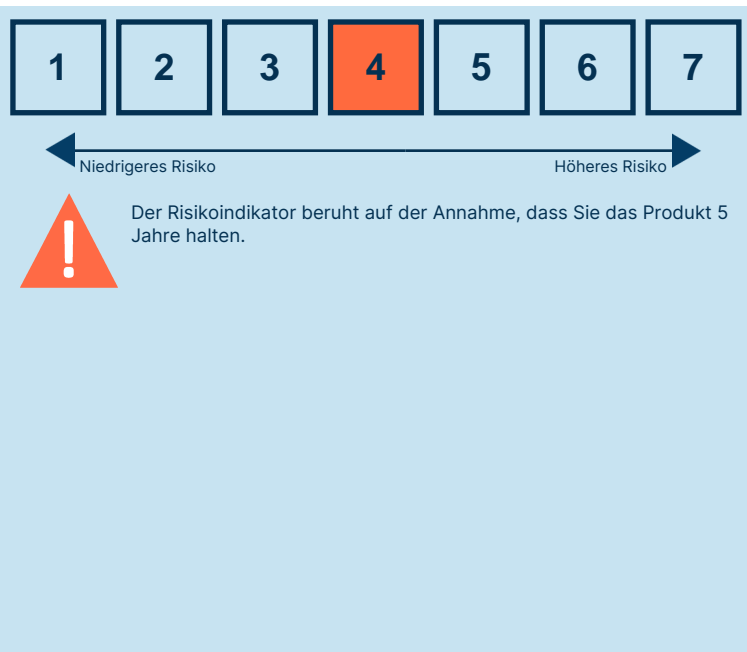 1 2 3 4 5 6 7
Niedrigeres Risiko Höheres Risiko
!
Der Risikoindikator beruht auf der Annahme, dass Sie das Produkt 5
Jahre halten.